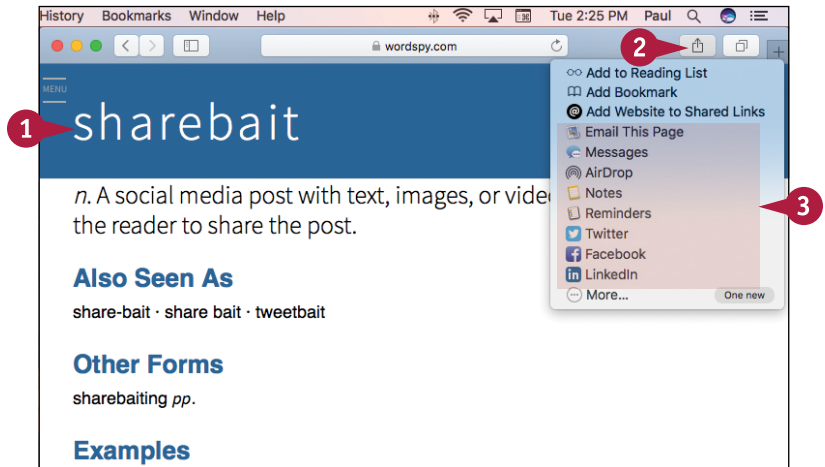 History Bookmarks Window Help Tue 2:25 PM Paul
wordspy.com
2
Add to Reading List
Add Bookmark
Add Website to Shared Links
Email This Page
Messages
AirDrop
Notes
Reminders
Twitter
Facebook
LinkedIn
More... One new
3
MENU
1
sharebait
n. A social media post with text, images, or
the reader to share the post.
Also Seen As
share-bait · share bait · tweetbait
Other Forms
sharebaiting pp.
Examples